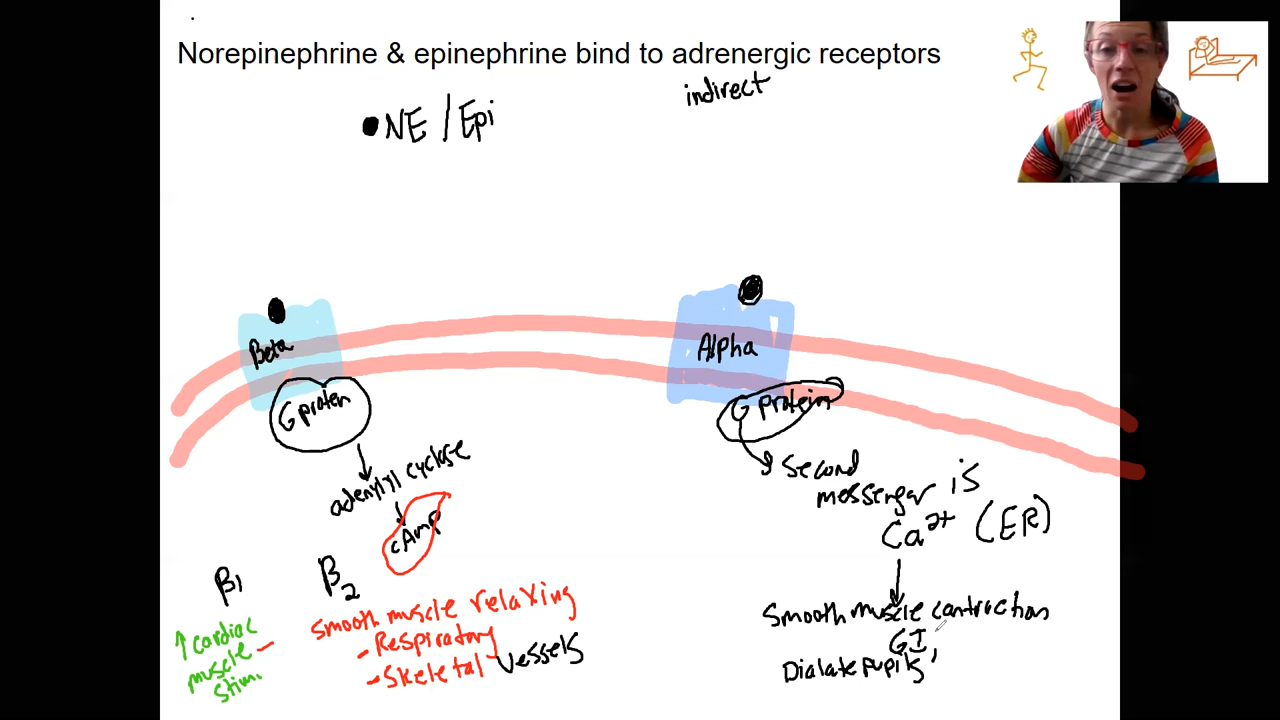 Norepinephrine & epinephrine bind to adrenergic receptors
indirect
NE / Epi
Beta
G protein
adenylyl cyclase
cAmp
β1
↑ cardiac
muscle
stim.
β2
smooth muscle relaxing
- Respiratory
- Skeletal vessels
Alpha
G protein
second
messenger is
Ca2+ (ER)
Smooth muscle contraction
GI,
Dialate pupils